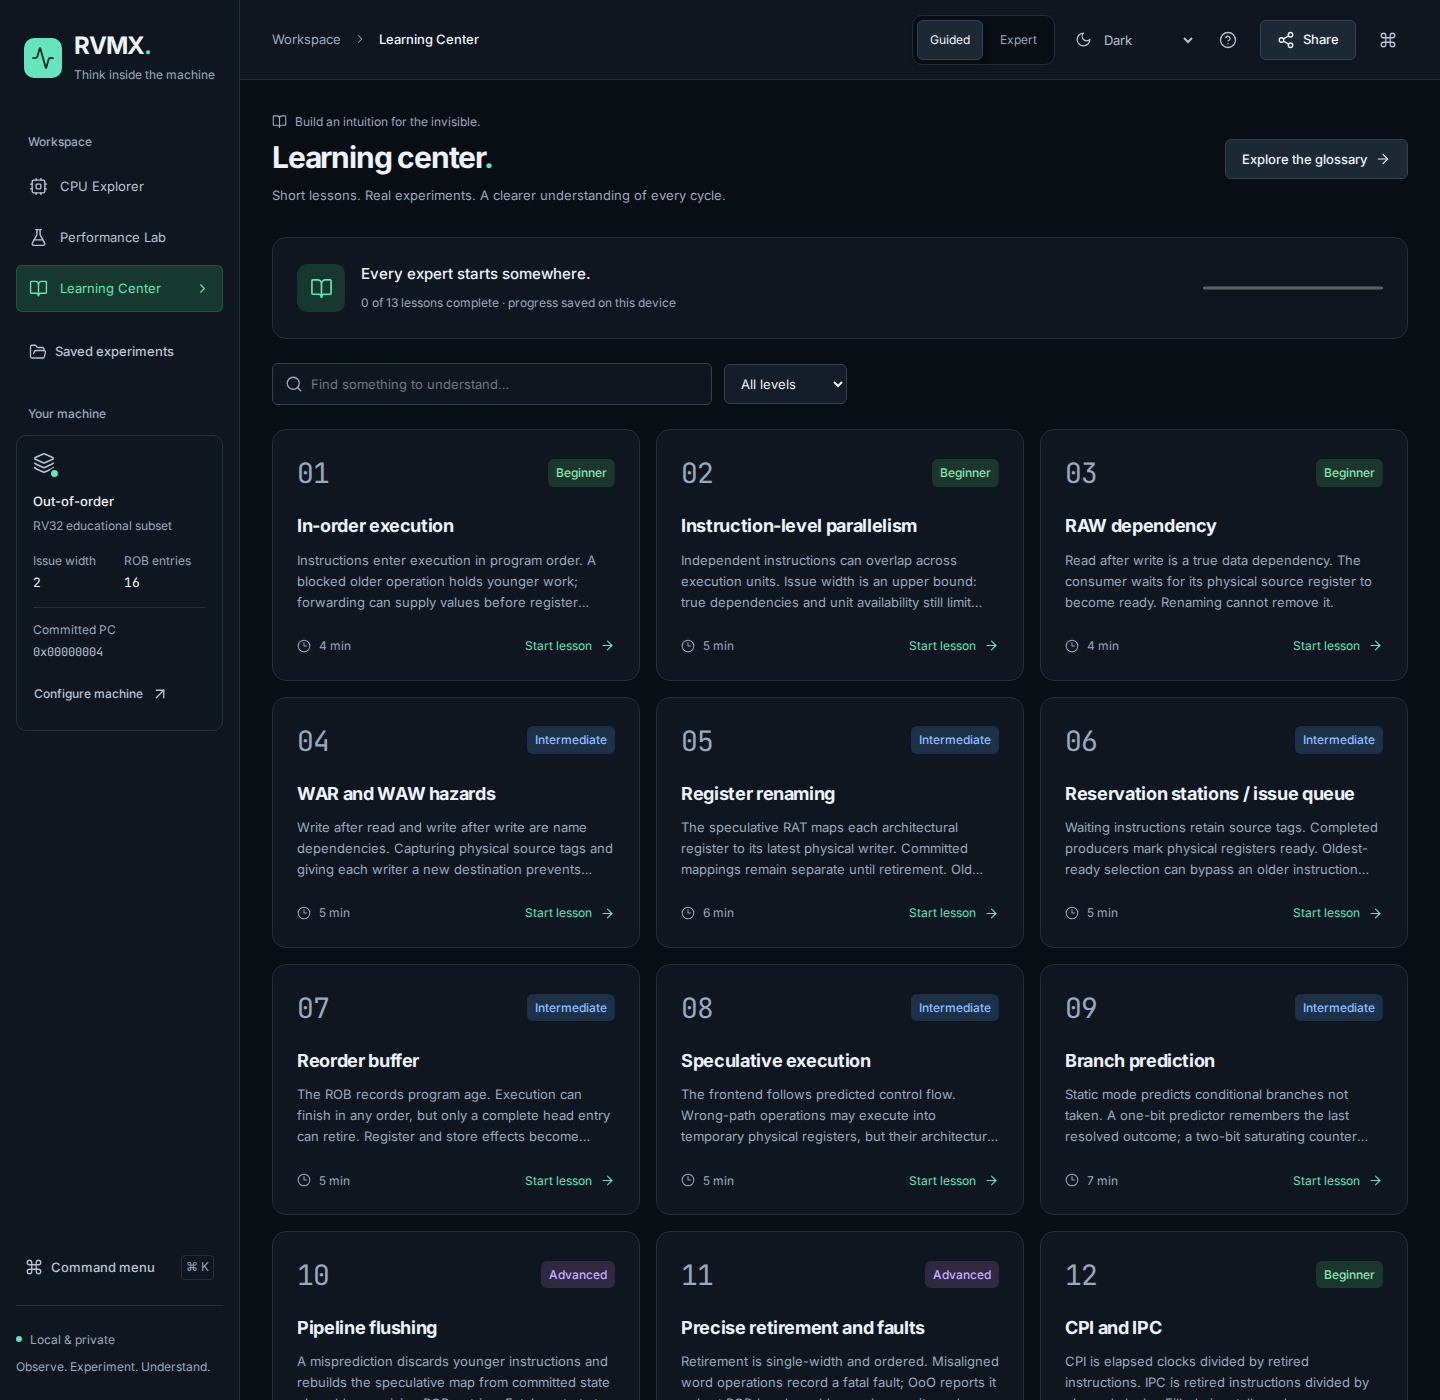 RVMX.
Think inside the machine
Workspace
CPU Explorer
Performance Lab
Learning Center
Saved experiments
Your machine
Out-of-order
RV32 educational subset
Issue width ROB entries
2 16
Committed PC
0x00000004
Configure machine
Command menu ⌘ K
Local & private
Observe. Experiment. Understand.
Workspace > Learning Center
Guided Expert Dark Share ⌘
Build an intuition for the invisible.
Learning center.
Short lessons. Real experiments. A clearer understanding of every cycle.
Explore the glossary →
Every expert starts somewhere.
0 of 13 lessons complete · progress saved on this device
Find something to understand...
All levels
01 Beginner
In-order execution
Instructions enter execution in program order. A
blocked older operation holds younger work;
forwarding can supply values before register...
4 min Start lesson →
02 Beginner
Instruction-level parallelism
Independent instructions can overlap across
execution units. Issue width is an upper bound:
true dependencies and unit availability still limit...
5 min Start lesson →
03 Beginner
RAW dependency
Read after write is a true data dependency. The
consumer waits for its physical source register to
become ready. Renaming cannot remove it.
4 min Start lesson →
04 Intermediate
WAR and WAW hazards
Write after read and write after write are name
dependencies. Capturing physical source tags and
giving each writer a new destination prevents...
5 min Start lesson →
05 Intermediate
Register renaming
The speculative RAT maps each architectural
register to its latest physical writer. Committed
mappings remain separate until retirement. Old...
6 min Start lesson →
06 Intermediate
Reservation stations / issue queue
Waiting instructions retain source tags. Completed
producers mark physical registers ready. Oldest-
ready selection can bypass an older instruction...
5 min Start lesson →
07 Intermediate
Reorder buffer
The ROB records program age. Execution can
finish in any order, but only a complete head entry
can retire. Register and store effects become...
5 min Start lesson →
08 Intermediate
Speculative execution
The frontend follows predicted control flow.
Wrong-path operations may execute into
temporary physical registers, but their architectur...
5 min Start lesson →
09 Intermediate
Branch prediction
Static mode predicts conditional branches not
taken. A one-bit predictor remembers the last
resolved outcome; a two-bit saturating counter...
7 min Start lesson →
10 Advanced
Pipeline flushing
A misprediction discards younger instructions and
rebuilds the speculative map from committed state
11 Advanced
Precise retirement and faults
Retirement is single-width and ordered. Misaligned
word operations record a fatal fault; OoO reports it
12 Beginner
CPI and IPC
CPI is elapsed clocks divided by retired
instructions. IPC is retired instructions divided by